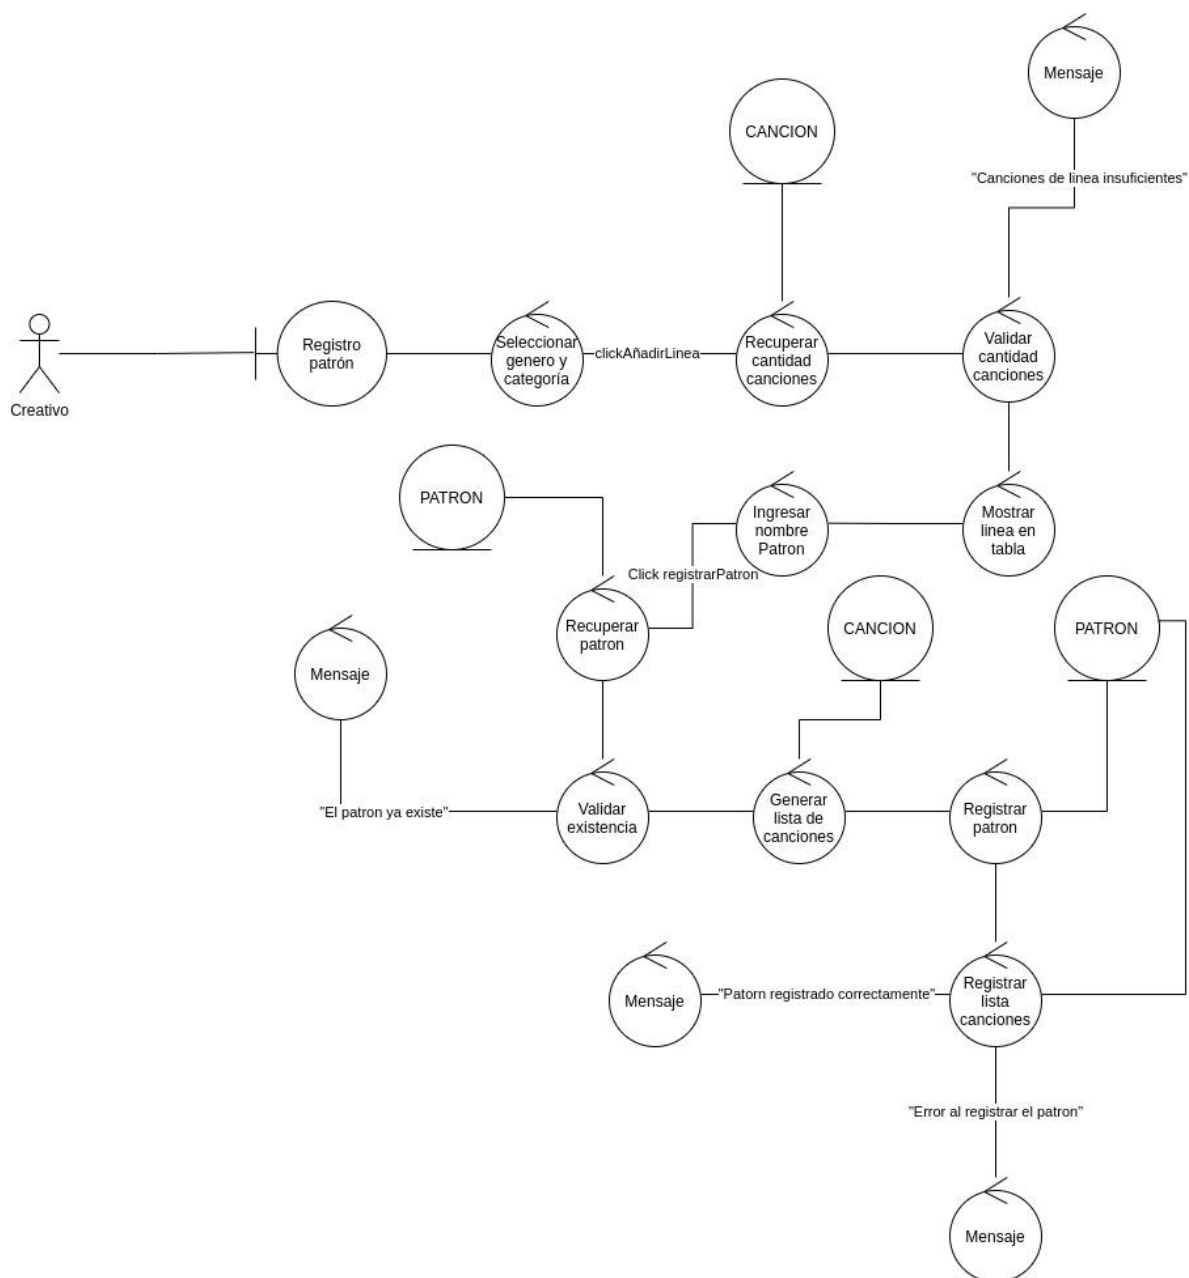 Mensaje
CANCION
"Canciones de linea insuficientes"
Creativo
Registro
patrón
Seleccionar
genero y
categoría
clickAñadirLinea
Recuperar
cantidad
canciones
Validar
cantidad
canciones
PATRON
Ingresar
nombre
Patron
Mostrar
linea en
tabla
Click registrarPatron
Recuperar
patron
CANCION
PATRON
Mensaje
"El patron ya existe"
Validar
existencia
Generar
lista de
canciones
Registrar
patron
Mensaje
"Patorn registrado correctamente"
Registrar
lista
canciones
"Error al registrar el patron"
Mensaje